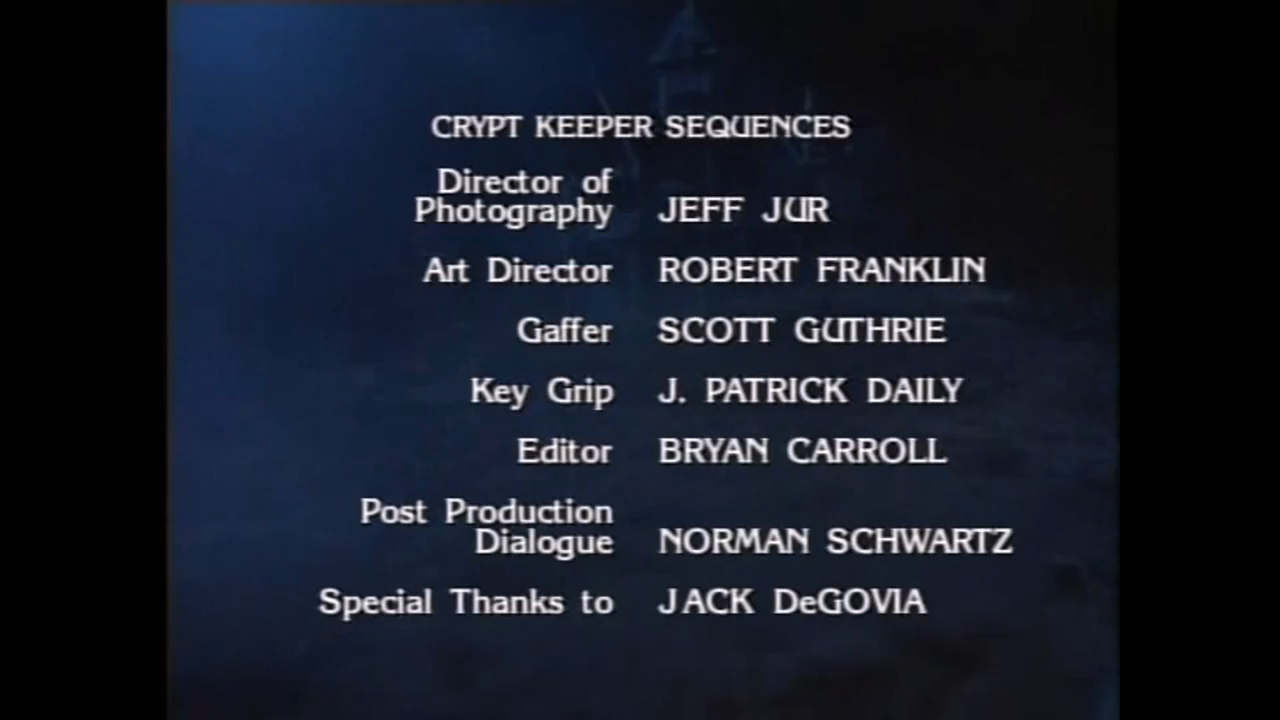 CRYPT KEEPER SEQUENCES
Director of
Photography JEFF JUR
Art Director ROBERT FRANKLIN
Gaffer SCOTT GUTHRIE
Key Grip J. PATRICK DAILY
Editor BRYAN CARROLL
Post Production
Dialogue NORMAN SCHWARTZ
Special Thanks to JACK DeGOVIA